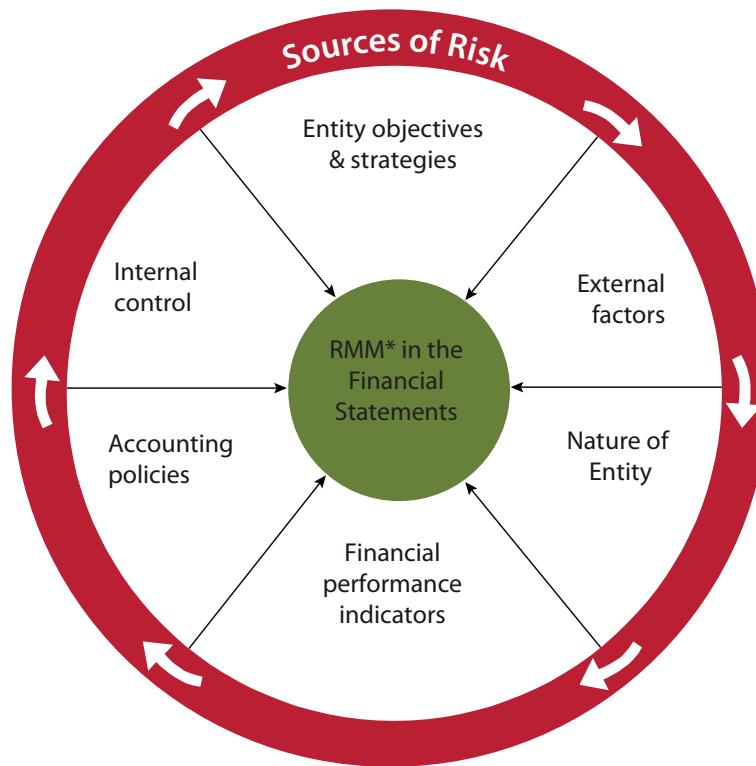 Sources of Risk
Entity objectives
& strategies
External
factors
Nature of
Entity
Financial
performance
indicators
Accounting
policies
Internal
control
RMM* in the
Financial
Statements